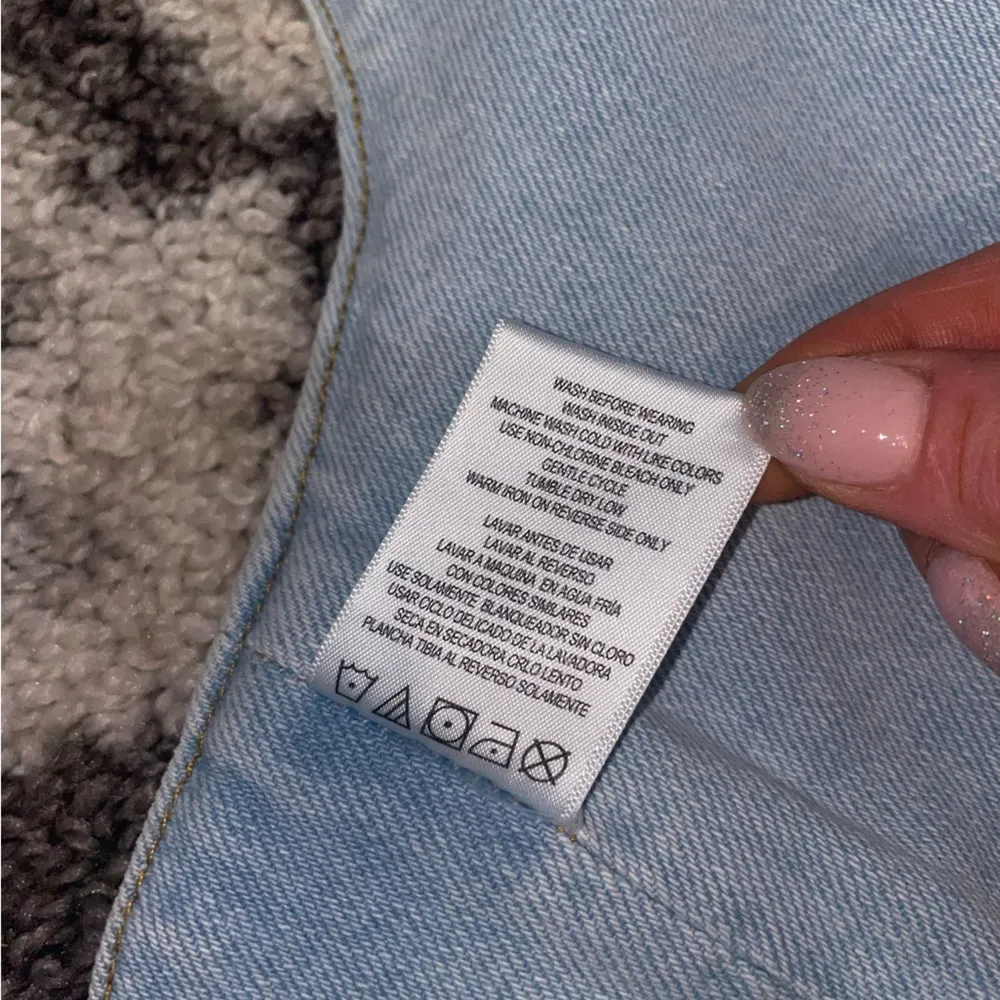 WASH BEFORE WEARING
WASH INISIDE OUT
MACHINE WASH COLD WITH LIKE COLORS
USE NON-CHLORINE BLEACH ONLY
GENTLE CYCLE
TUMBLE DRY LOW
WARM IRON ON REVERSE SIDE ONLY
LAVAR ANTES DE USAR
LAVAR AL REVERSO
LAVAR A MAQUINA EN AGUA FRÍA
CON COLORES SIMILARES
USE SOLAMENTE BLANQUEADOR SIN CLORO
USAR CICLO DELICADO DE LA LAVADORA
SECA EN SECADORA CRLO LENTO
PLANCHA TIBIA AL REVERSO SOLAMENTE